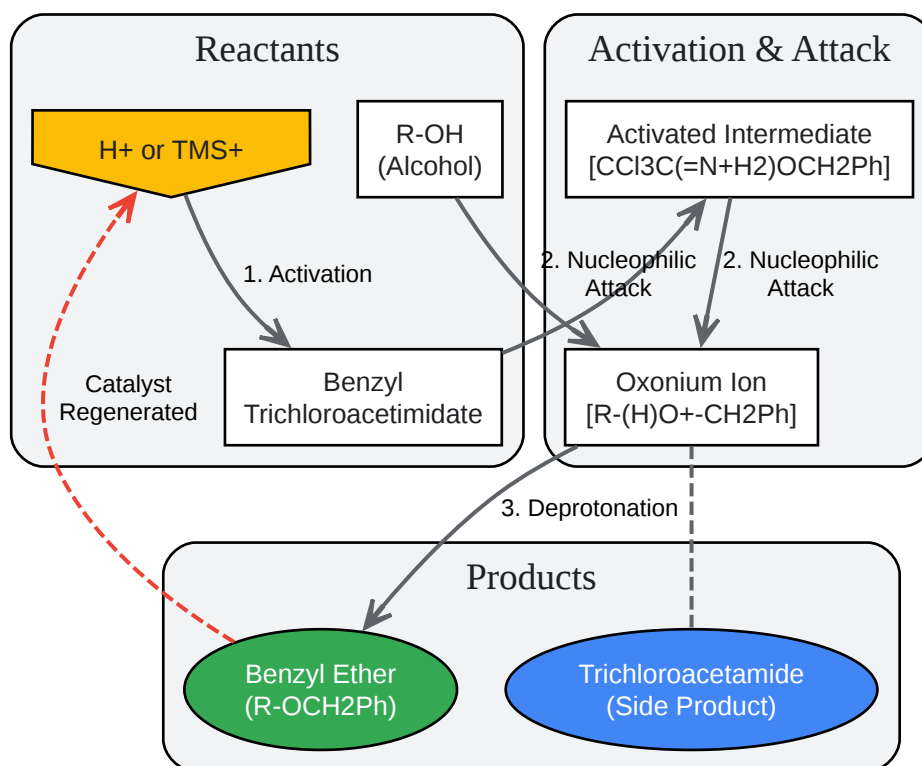 Reactants
Activation & Attack
H+ or TMS+
R-OH
(Alcohol)
Activated Intermediate
[CCl3C(=N+H2)OCH2Ph]
1. Activation
2. Nucleophilic
Attack
2. Nucleophilic
Attack
Catalyst
Regenerated
Benzyl
Trichloroacetimidate
Oxonium Ion
[R-(H)O+-CH2Ph]
3. Deprotonation
Products
Benzyl Ether
(R-OCH2Ph)
Trichloroacetamide
(Side Product)